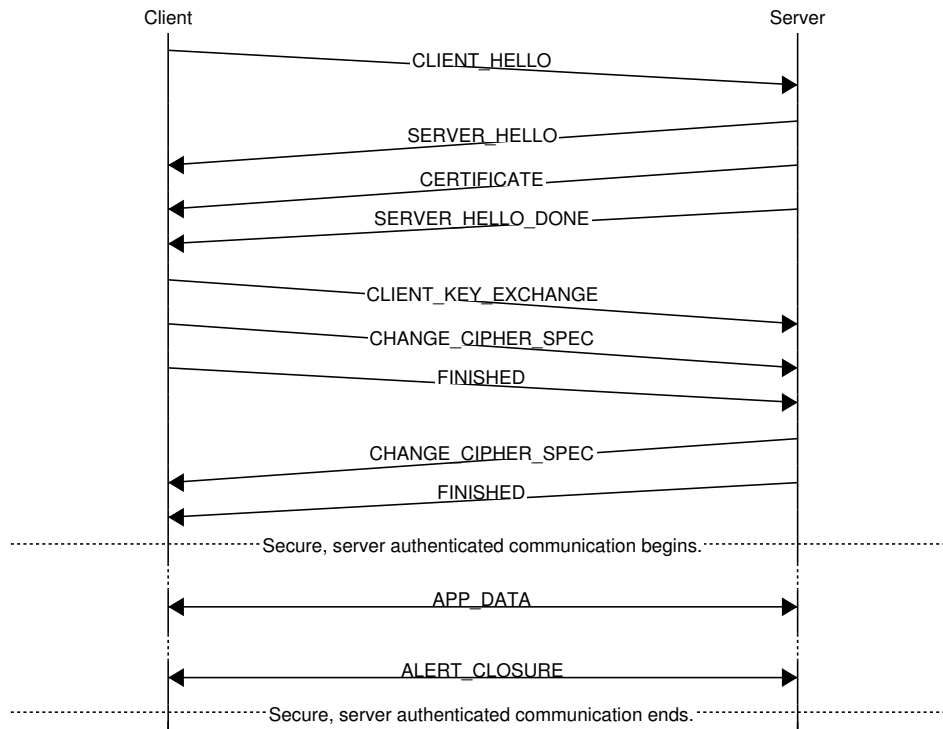 Client Server
CLIENT_HELLO
SERVER_HELLO
CERTIFICATE
SERVER_HELLO_DONE
CLIENT_KEY_EXCHANGE
CHANGE_CIPHER_SPEC
FINISHED
CHANGE_CIPHER_SPEC
FINISHED
Secure, server authenticated communication begins.
APP_DATA
ALERT_CLOSURE
Secure, server authenticated communication ends.